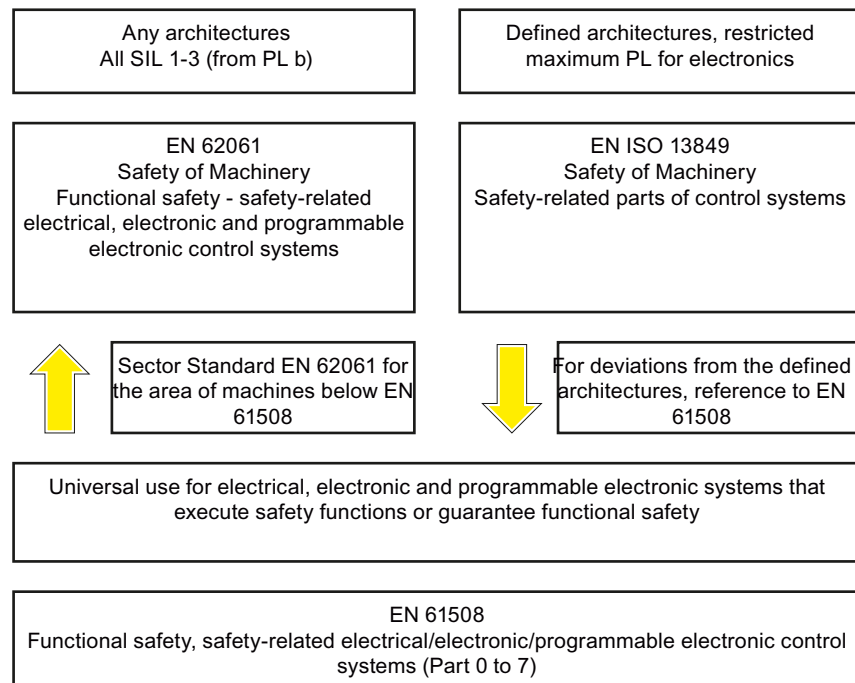 Any architectures
All SIL 1-3 (from PL b)
Defined architectures, restricted
maximum PL for electronics
EN 62061
Safety of Machinery
Functional safety - safety-related
electrical, electronic and programmable
electronic control systems
EN ISO 13849
Safety of Machinery
Safety-related parts of control systems
Sector Standard EN 62061 for
the area of machines below EN
61508
For deviations from the defined
architectures, reference to EN
61508
Universal use for electrical, electronic and programmable electronic systems that
execute safety functions or guarantee functional safety
EN 61508
Functional safety, safety-related electrical/electronic/programmable electronic control
systems (Part 0 to 7)